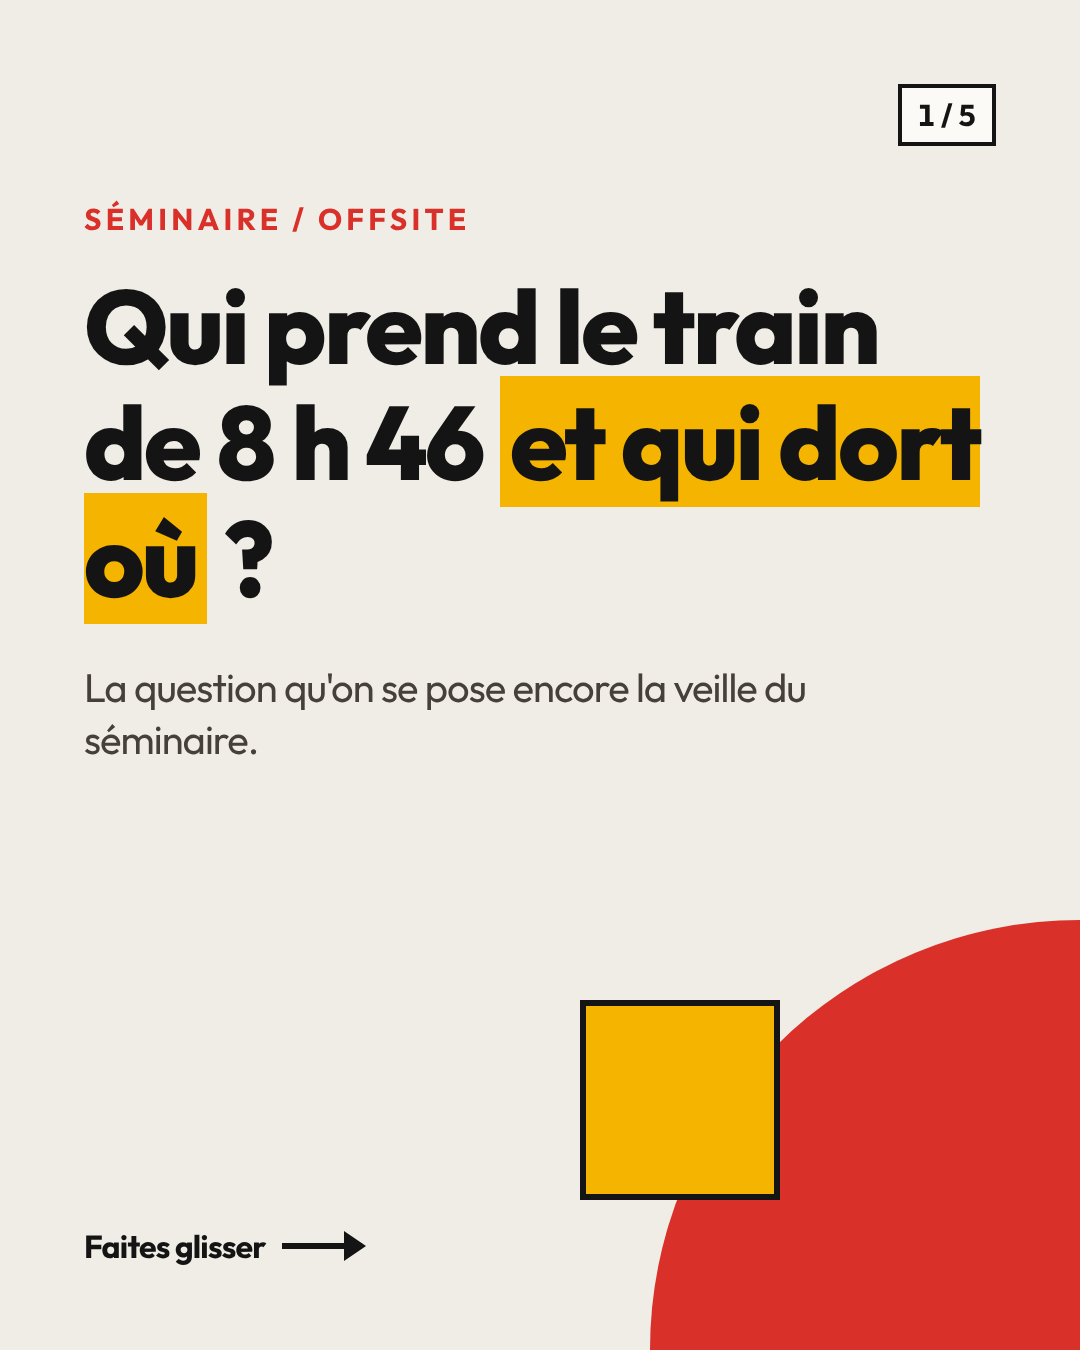 1 / 5
SÉMINAIRE / OFFSITE
Qui prend le train
de 8 h 46 et qui dort
où ?
La question qu'on se pose encore la veille du
séminaire.
Faites glisser